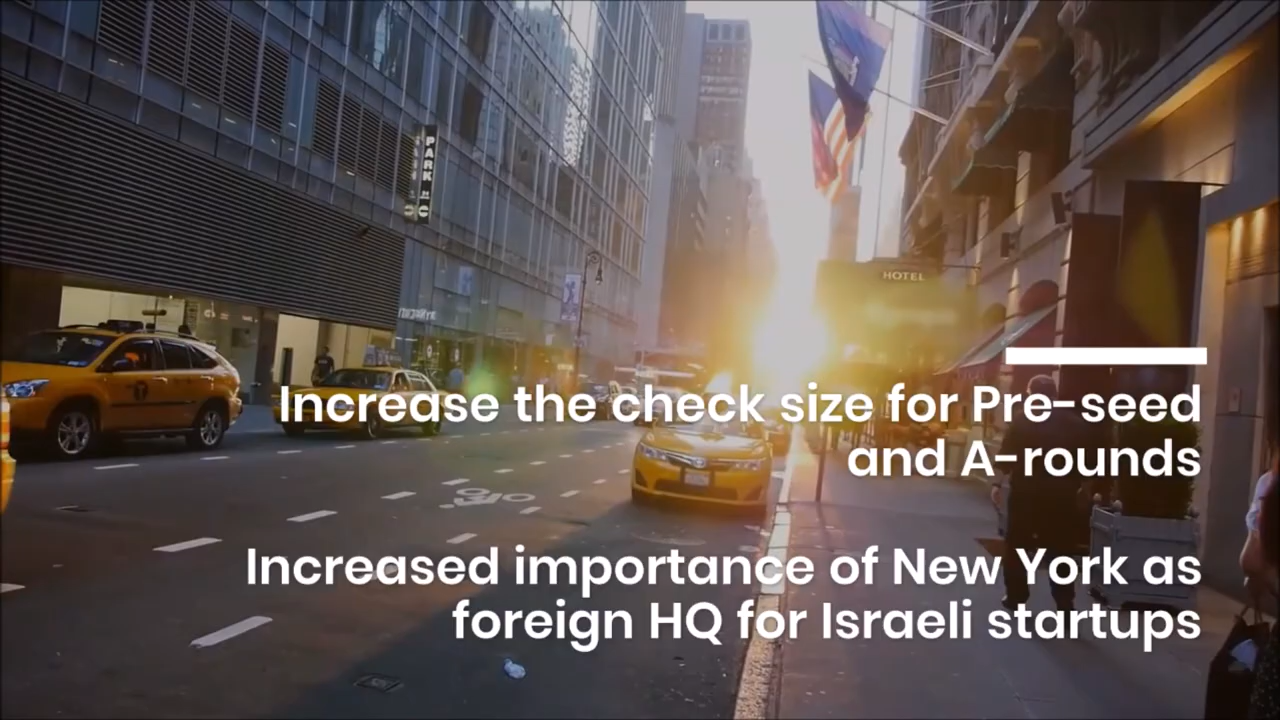 PARK
HOTEL
Increase the check size for Pre-seed
and A-rounds
Increased importance of New York as
foreign HQ for Israeli startups